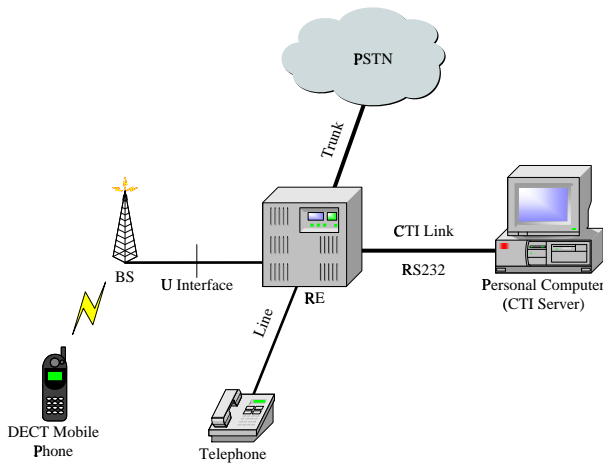 PSTN
Trunk
CTI Link
RS232
BS
U Interface
RE
Personal Computer
(CTI Server)
Line
DECT Mobile
Phone
Telephone